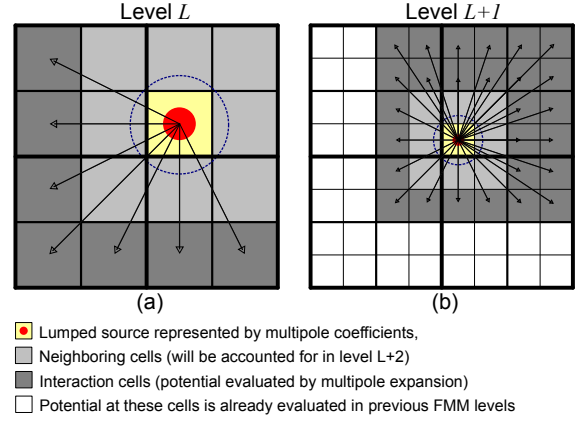 Level L
Level L+1
(a)
(b)
Lumped source represented by multipole coefficients,
Neighboring cells (will be accounted for in level L+2)
Interaction cells (potential evaluated by multipole expansion)
Potential at these cells is already evaluated in previous FMM levels